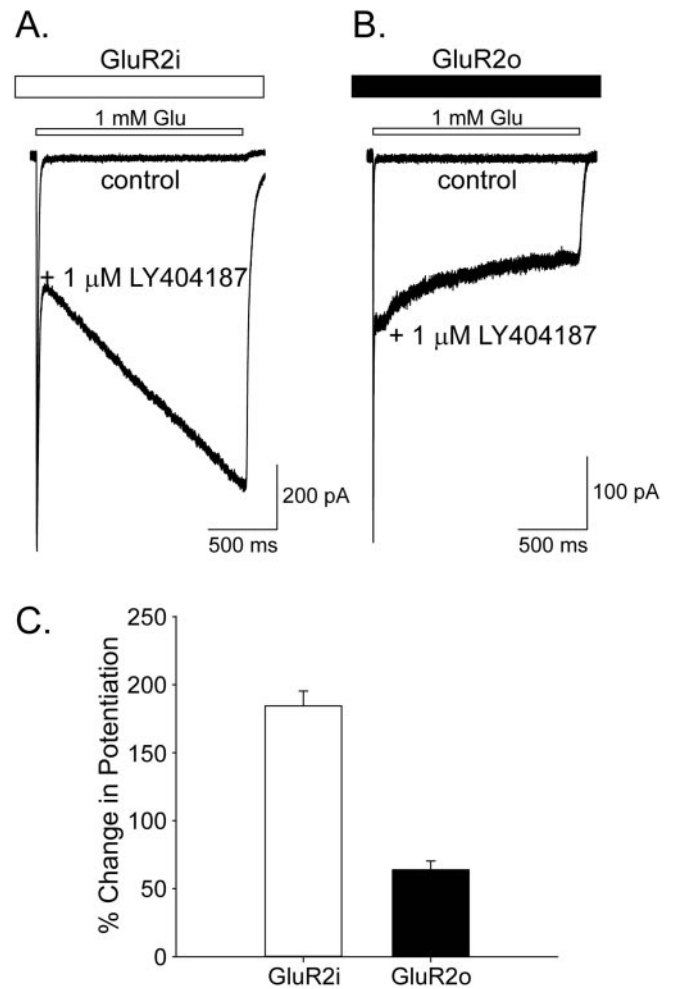 A.
GluR2i
1 mM Glu
control
+ 1 μM LY404187
200 pA
500 ms
B.
GluR2o
1 mM Glu
control
+ 1 μM LY404187
100 pA
500 ms
C.
% Change in Potentiation
250
200
150
100
50
0
GluR2i
GluR2o